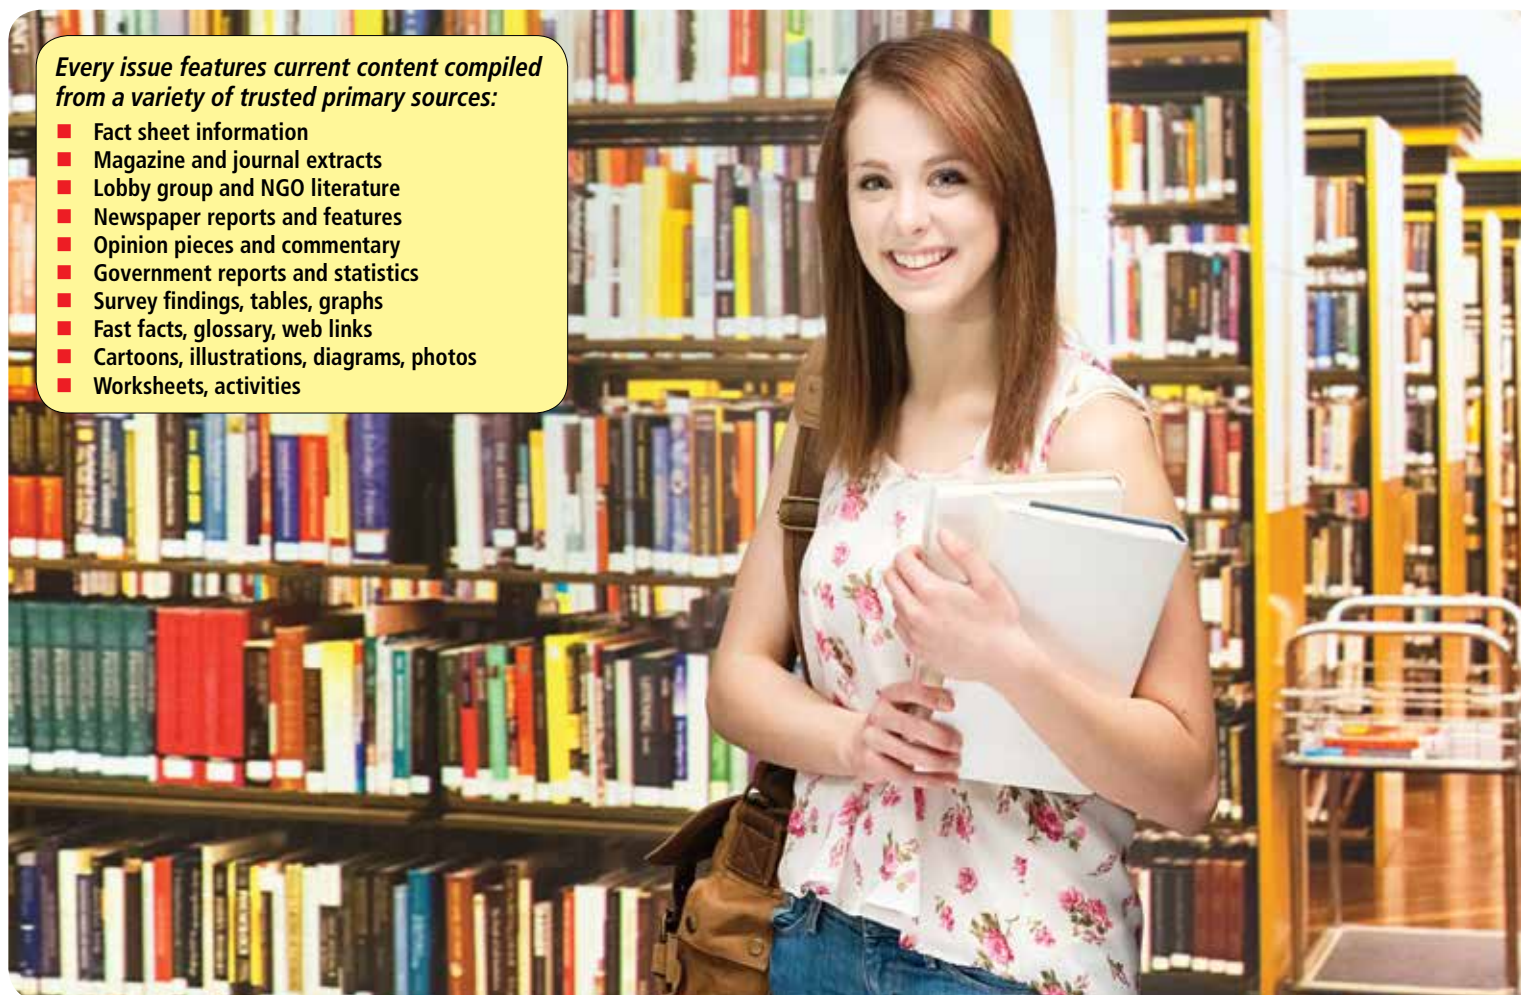 Every issue features current content compiled
from a variety of trusted primary sources:
■ Fact sheet information
■ Magazine and journal extracts
■ Lobby group and NGO literature
■ Newspaper reports and features
■ Opinion pieces and commentary
■ Government reports and statistics
■ Survey findings, tables, graphs
■ Fast facts, glossary, web links
■ Cartoons, illustrations, diagrams, photos
■ Worksheets, activities